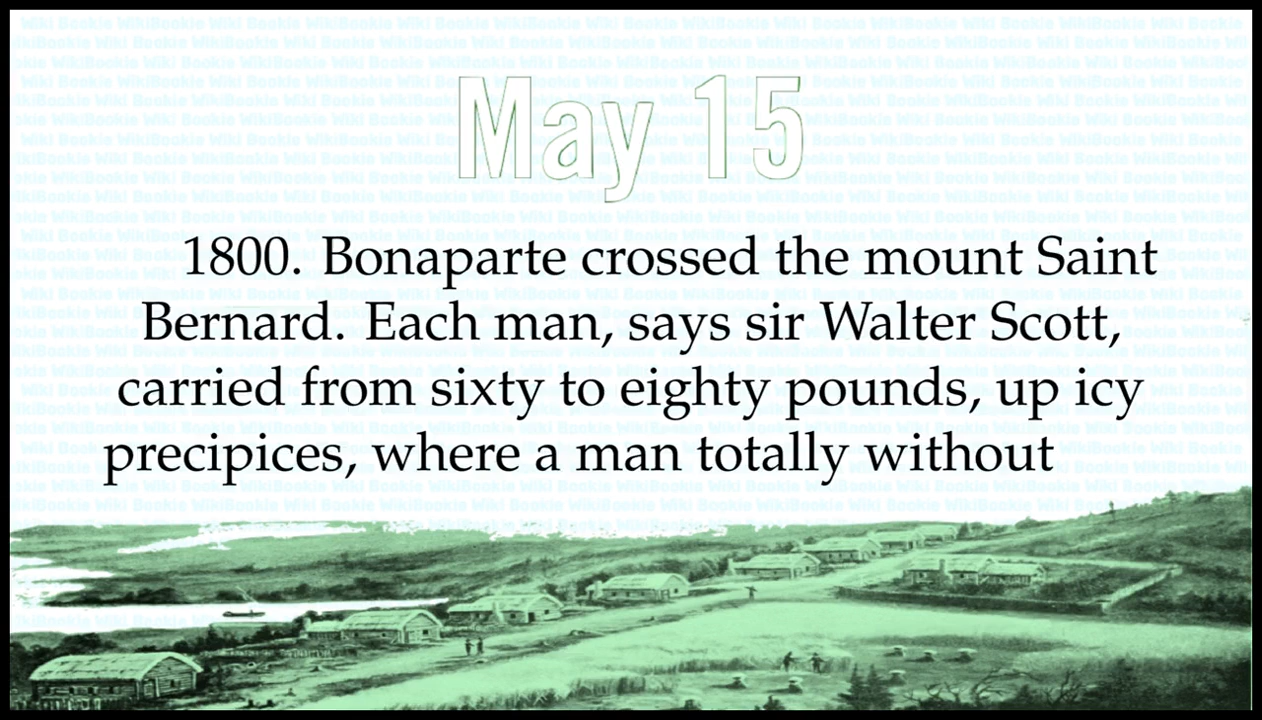 May 15
1800. Bonaparte crossed the mount Saint
Bernard. Each man, says sir Walter Scott,
carried from sixty to eighty pounds, up icy
precipices, where a man totally without